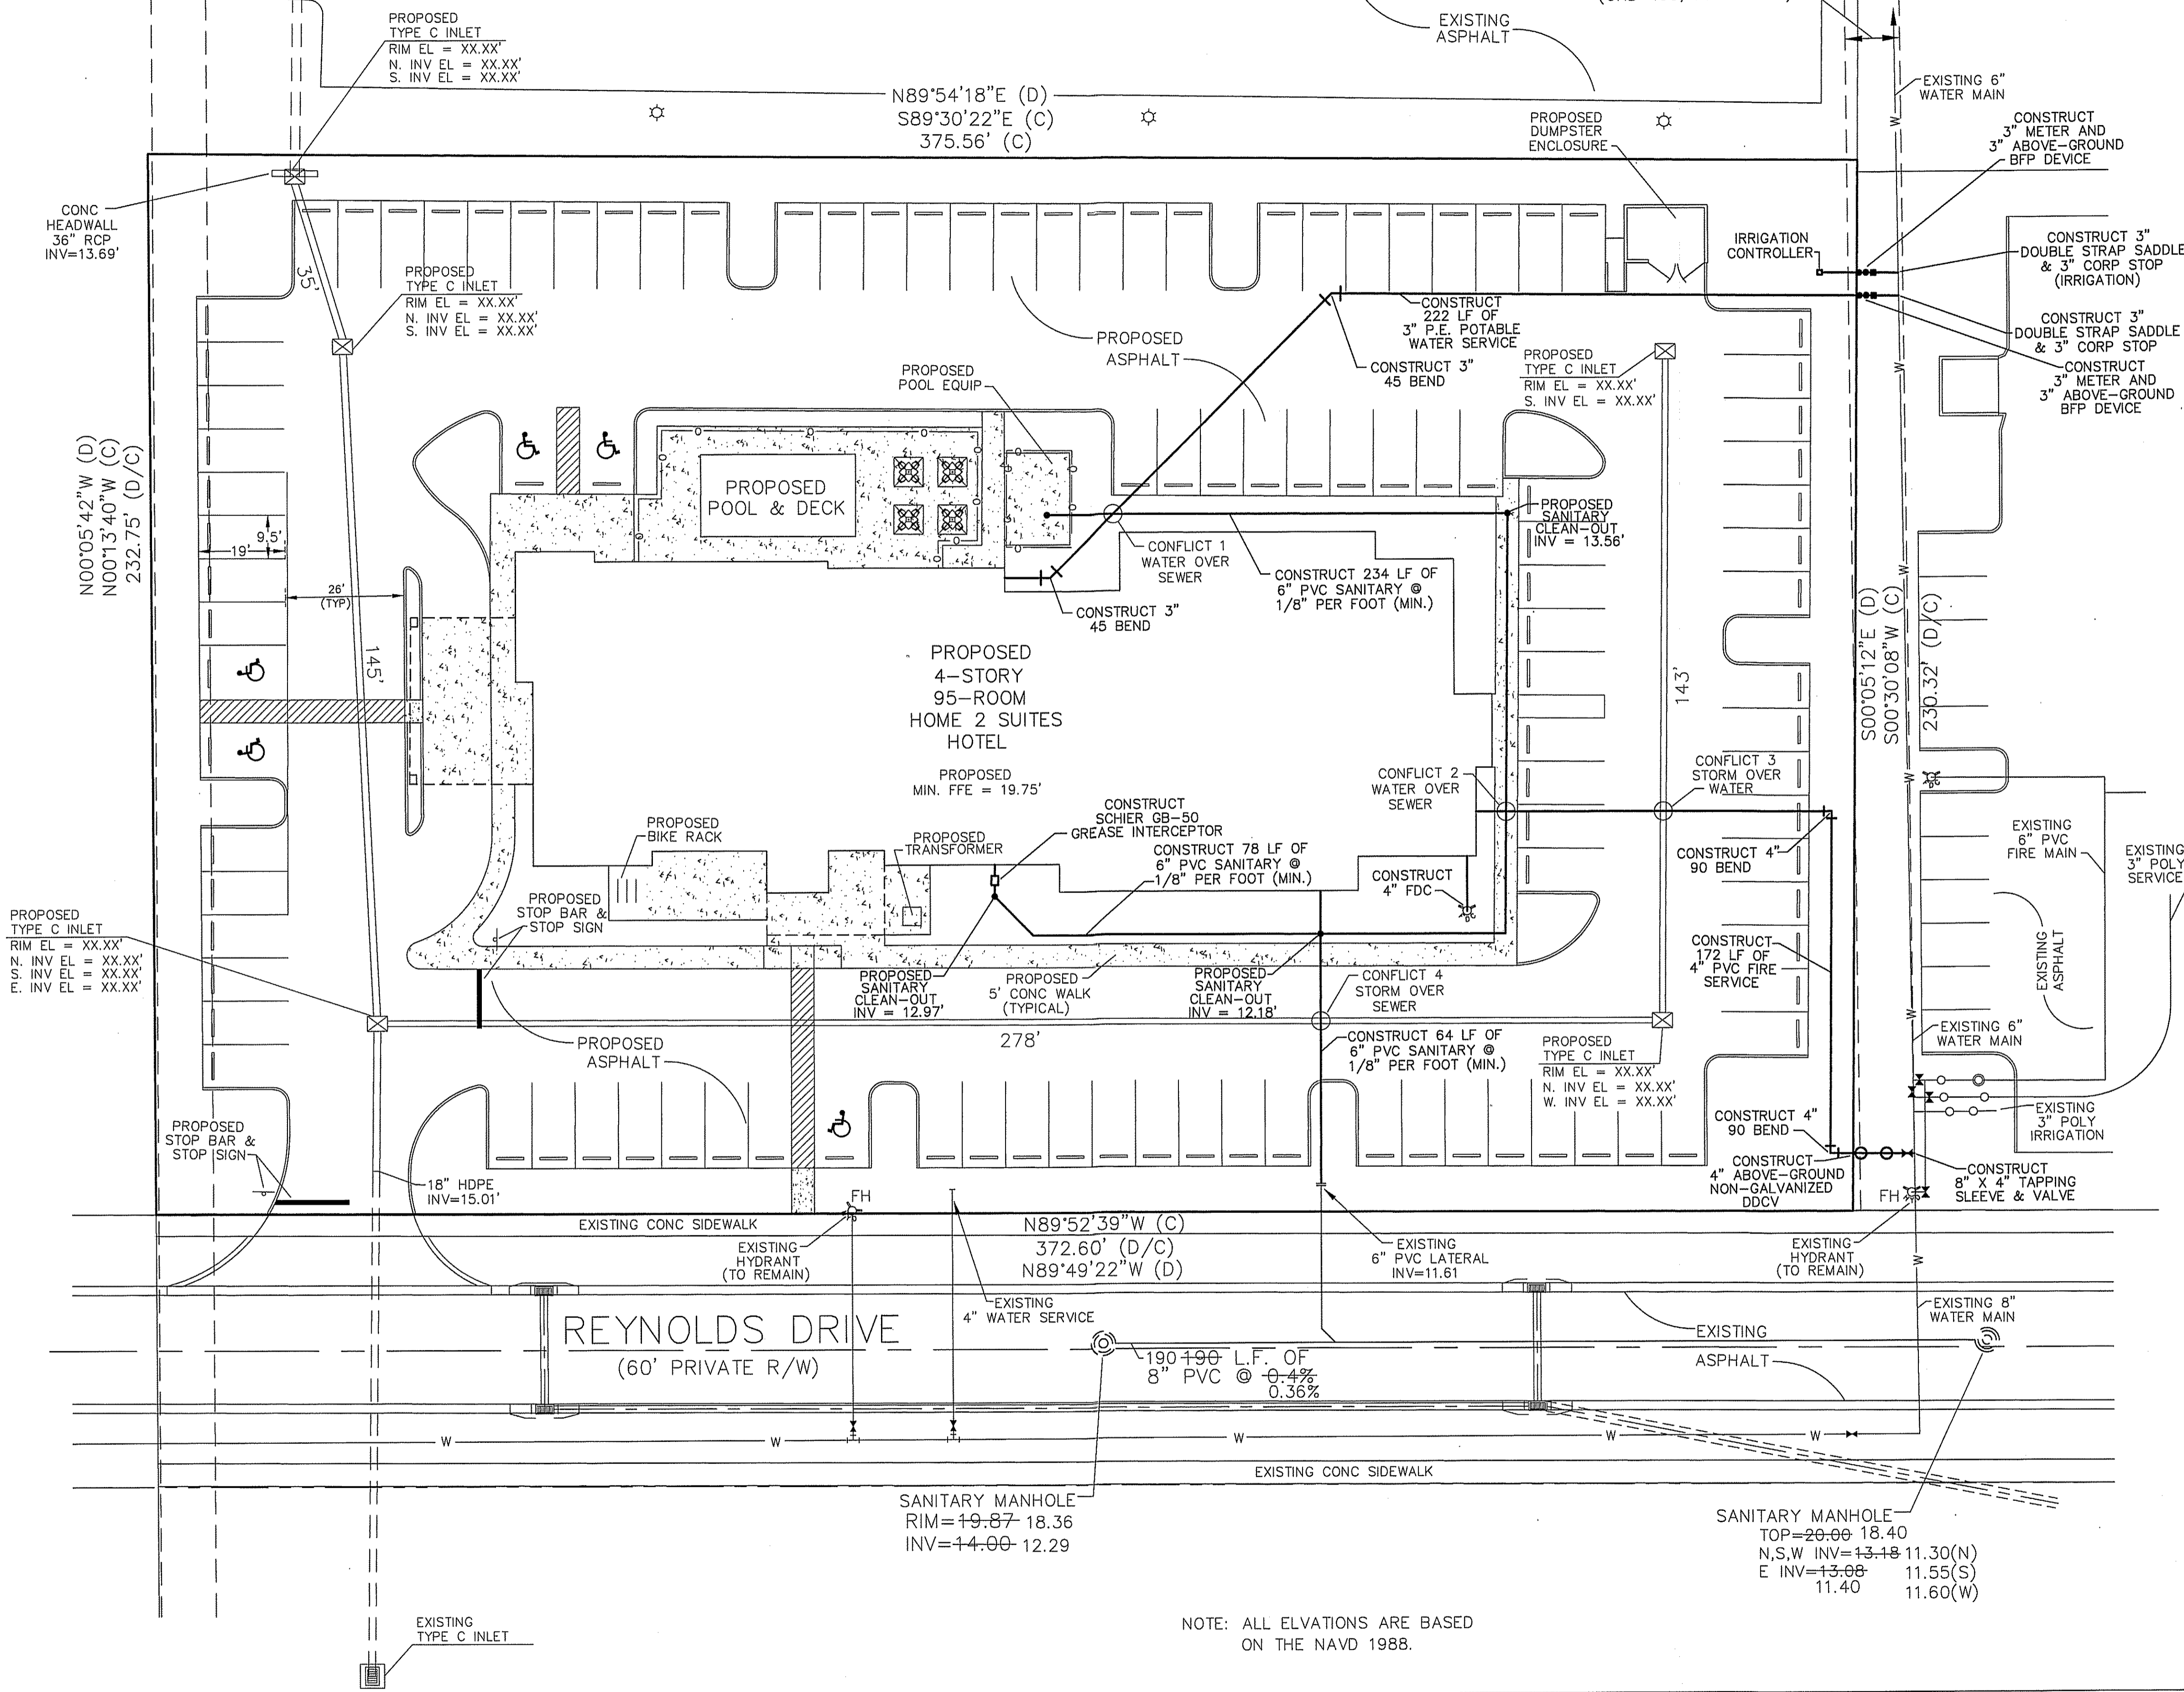 PROPOSED
TYPE C INLET
RIM EL = XX.XX'
N. INV EL = XX.XX'
S. INV EL = XX.XX'
EXISTING
ASPHALT
N89°54'18"E (D)
S89°30'22"E (C)
375.56' (C)
PROPOSED
DUMPSTER
ENCLOSURE
EXISTING 6"
WATER MAIN
W
CONSTRUCT
3" METER AND
3" ABOVE-GROUND
BFP DEVICE
CONC
HEADWALL
36" RCP
INV=13.69'
35'
PROPOSED
TYPE C INLET
RIM EL = XX.XX'
N. INV EL = XX.XX'
S. INV EL = XX.XX'
IRRIGATION
CONTROLLER
CONSTRUCT 3"
DOUBLE STRAP SADDLE
& 3" CORP STOP
(IRRIGATION)
CONSTRUCT
222 LF OF
3" P.E. POTABLE
WATER SERVICE
CONSTRUCT 3"
DOUBLE STRAP SADDLE
& 3" CORP STOP
PROPOSED
ASPHALT
PROPOSED
POOL EQUIP
CONSTRUCT 3"
45 BEND
PROPOSED
TYPE C INLET
RIM EL = XX.XX'
S. INV EL = XX.XX'
W
CONSTRUCT
3" METER AND
3" ABOVE-GROUND
BFP DEVICE
N00°05'42"W (D)
N00°13'40"W (C)
232.75' (D/C)
PROPOSED
POOL & DECK
19'
9.5'
26'
(TYP)
CONFLICT 1
WATER OVER
SEWER
PROPOSED
SANITARY
CLEAN-OUT
INV = 13.56'
CONSTRUCT 234 LF OF
6" PVC SANITARY @
1/8" PER FOOT (MIN.)
CONSTRUCT 3"
45 BEND
W
S00°05'12"E (D)
S00°30'08"W (C)
230.32' (D/C)
145'
143'
PROPOSED
4-STORY
95-ROOM
HOME 2 SUITES
HOTEL
PROPOSED
MIN. FFE = 19.75'
CONFLICT 2
WATER OVER
SEWER
CONFLICT 3
STORM OVER
WATER
W
CONSTRUCT
SCHIER GB-50
GREASE INTERCEPTOR
PROPOSED
BIKE RACK
PROPOSED
TRANSFORMER
CONSTRUCT 78 LF OF
6" PVC SANITARY @
1/8" PER FOOT (MIN.)
CONSTRUCT
4" FDC
CONSTRUCT 4"
90 BEND
EXISTING
6" PVC
FIRE MAIN
EXISTING
3" POLY
SERVICE
PROPOSED
STOP BAR &
STOP SIGN
PROPOSED
TYPE C INLET
RIM EL = XX.XX'
N. INV EL = XX.XX'
S. INV EL = XX.XX'
E. INV EL = XX.XX'
PROPOSED
SANITARY
CLEAN-OUT
INV = 12.97'
PROPOSED
5' CONC WALK
(TYPICAL)
PROPOSED
SANITARY
CLEAN-OUT
INV = 12.18'
CONFLICT 4
STORM OVER
SEWER
CONSTRUCT
172 LF OF
4" PVC FIRE
SERVICE
EXISTING
ASPHALT
W
EXISTING 6"
WATER MAIN
278'
PROPOSED
ASPHALT
CONSTRUCT 64 LF OF
6" PVC SANITARY @
1/8" PER FOOT (MIN.)
PROPOSED
TYPE C INLET
RIM EL = XX.XX'
N. INV EL = XX.XX'
W. INV EL = XX.XX'
PROPOSED
STOP BAR &
STOP SIGN
CONSTRUCT 4"
90 BEND
EXISTING
3" POLY
IRRIGATION
CONSTRUCT
4" ABOVE-GROUND
NON-GALVANIZED
DDCV
CONSTRUCT
8" X 4" TAPPING
SLEEVE & VALVE
18" HDPE
INV=15.01'
FH
FH
EXISTING CONC SIDEWALK
N89°52'39"W (C)
372.60' (D/C)
N89°49'22"W (D)
EXISTING
HYDRANT
(TO REMAIN)
EXISTING
6" PVC LATERAL
INV=11.61
EXISTING
HYDRANT
(TO REMAIN)
W
EXISTING
4" WATER SERVICE
EXISTING 8"
WATER MAIN
REYNOLDS DRIVE
(60' PRIVATE R/W)
190 190 L.F. OF
8" PVC @ 0.4%
0.36%
EXISTING
ASPHALT
W W W W W
EXISTING CONC SIDEWALK
SANITARY MANHOLE
RIM=19.87 18.36
INV=14.00 12.29
SANITARY MANHOLE
TOP=20.00 18.40
N,S,W INV=13.18 11.30(N)
E INV=13.08 11.55(S)
11.40 11.60(W)
EXISTING
TYPE C INLET
NOTE: ALL ELVATIONS ARE BASED
ON THE NAVD 1988.